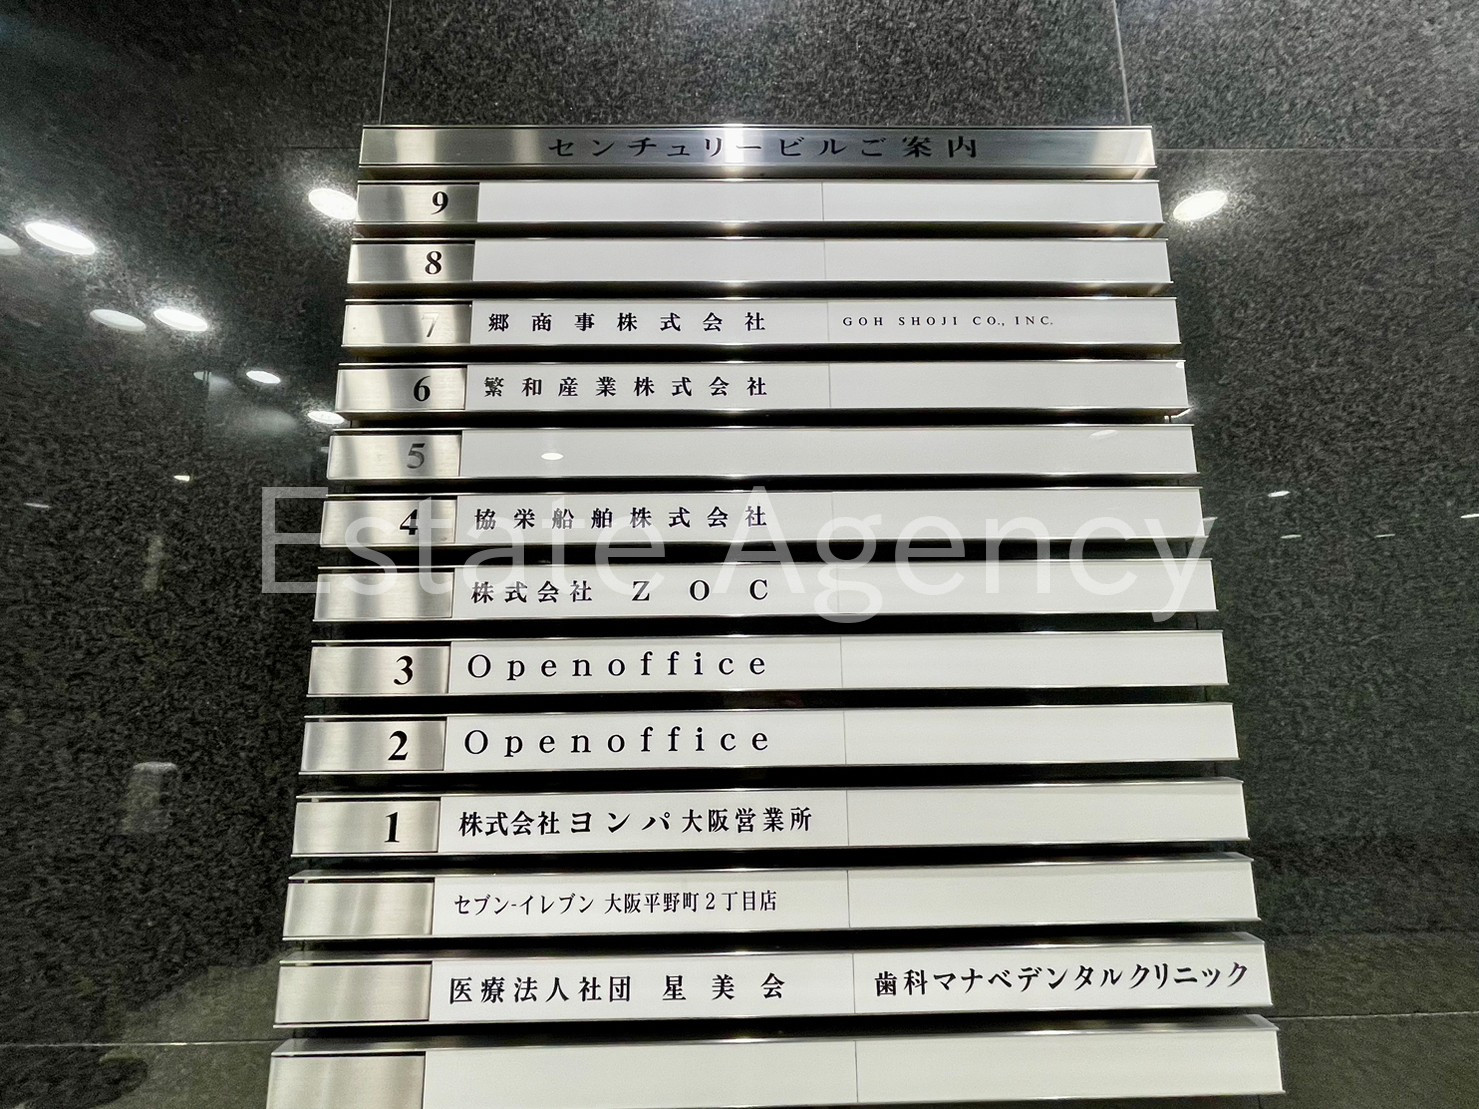 センチュリービルご案内
9
8
7 郷商事株式会社 GOH SHOJI CO., INC.
6 繁和産業株式会社
5
4 協栄船舶株式会社
株式会社 ZOC
3 Openoffice
2 Openoffice
1 株式会社ヨンパ大阪営業所
セブン-イレブン 大阪平野町2丁目店
医療法人社団 星美会 歯科マナベデンタルクリニック
Estate Agency